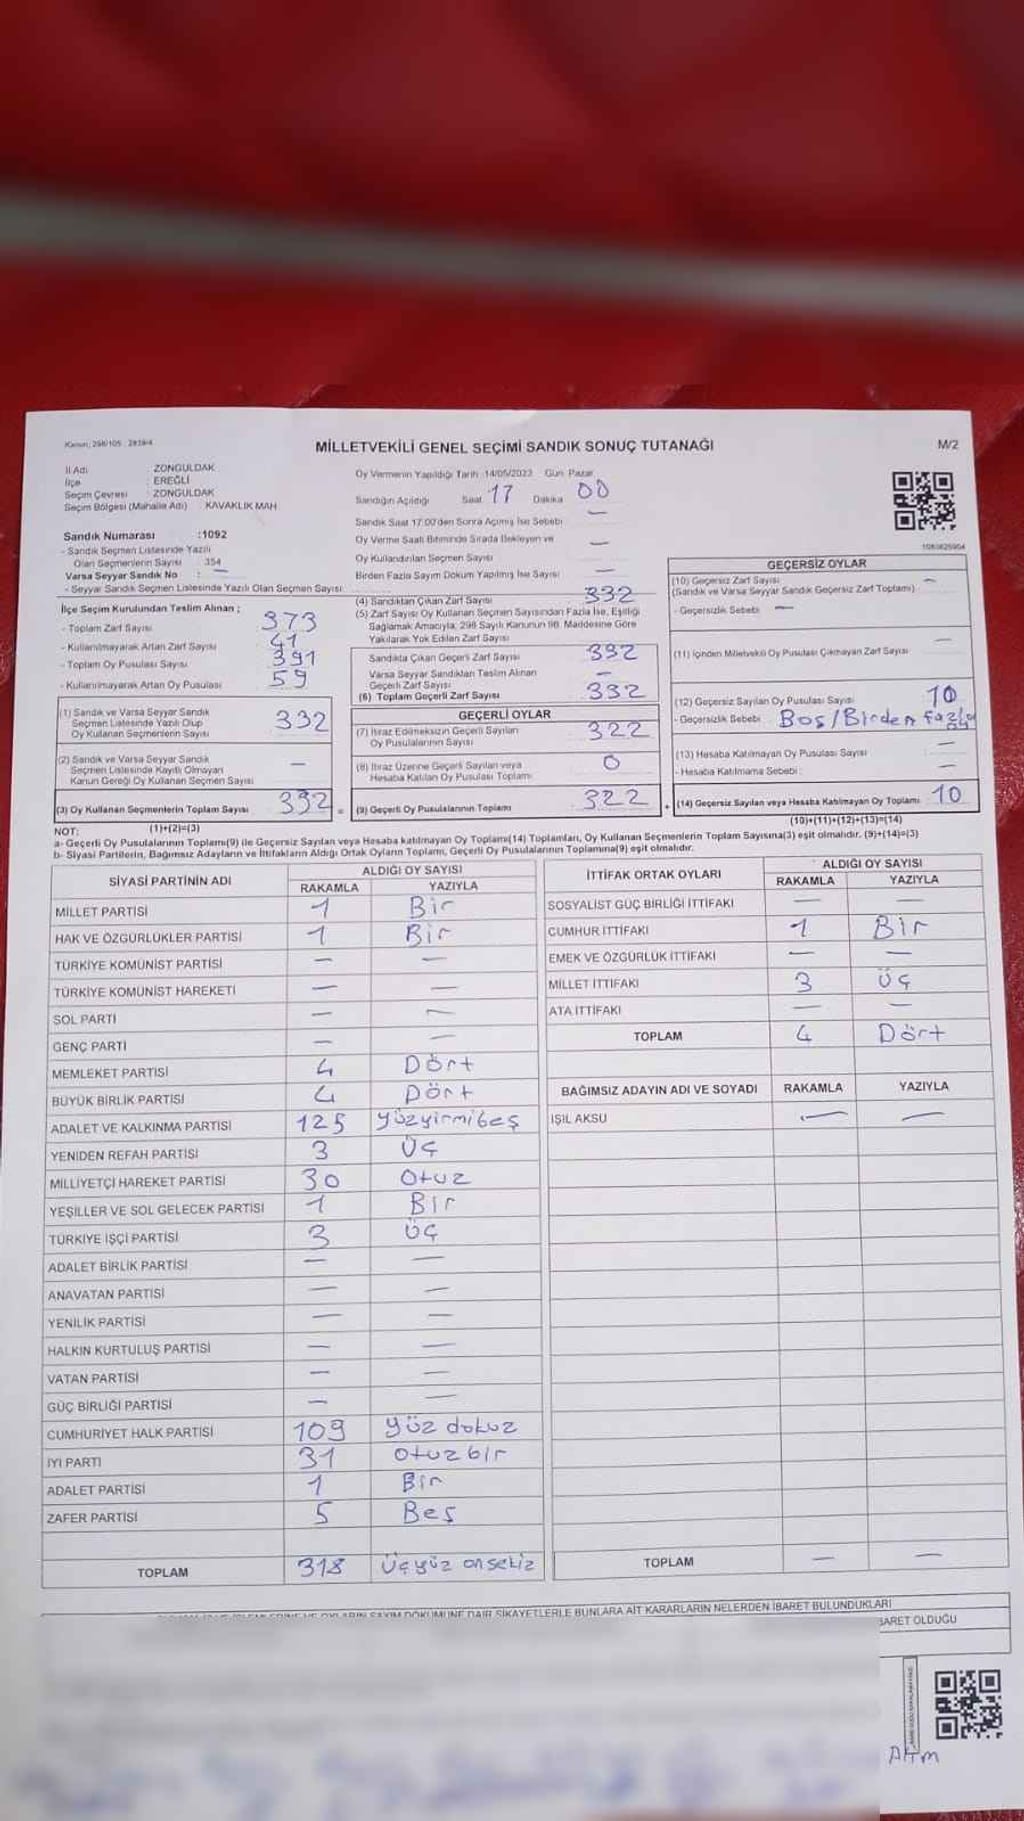 MİLLETVEKİLİ GENEL SEÇİMİ SANDIK SONUÇ TUTANAĞI
M/2
İl Adı ZONGULDAK
İlçe : EREĞLİ
Seçim Çevresi : ZONGULDAK
Seçim Bölgesi (Mahalle Adı) KAVAKLIK MAH
Oy Vermenin Yapıldığı Tarih :14/05/2023 Gün Pazar
Sandığın Açıldığı Saat 17 Dakika 00
Sandık Saat 17:00'den Sonra Açılmış İse Sebebi —
Oy Verme Saati Bitiminde Sırada Bekleyen ve
Oy Kullandırılan Seçmen Sayısı —
Birden Fazla Sayım Döküm Yapılmış İse Sayısı —
Sandık Numarası :1092
- Sandık Seçmen Listesinde Yazılı
Olan Seçmenlerin Sayısı : 354
Varsa Seyyar Sandık No : —
- Seyyar Sandık Seçmen Listesinde Yazılı Olan Seçmen Sayısı
İlçe Seçim Kurulundan Teslim Alınan ;
- Toplam Zarf Sayısı 373
- Kullanılmayarak Artan Zarf Sayısı 41
- Toplam Oy Pusulası Sayısı 391
- Kullanılmayarak Artan Oy Pusulası 59
(1) Sandık ve Varsa Seyyar Sandık
Seçmen Listesinde Yazılı Olup
Oy Kullanan Seçmenlerin Sayısı 332
(2) Sandık ve Varsa Seyyar Sandık
Seçmen Listesinde Kayıtlı Olmayan
Kanun Gereği Oy Kullanan Seçmen Sayısı —
(3) Oy Kullanan Seçmenlerin Toplam Sayısı 332 =
(4) Sandıktan Çıkan Zarf Sayısı 332
(5) Zarf Sayısı Oy Kullanan Seçmen Sayısından Fazla İse, Eşitliği
Sağlamak Amacıyla, 298 Sayılı Kanunun 98. Maddesine Göre
Yakılarak Yok Edilen Zarf Sayısı
Sandıkta Çıkan Geçerli Zarf Sayısı 332
Varsa Seyyar Sandıktan Teslim Alınan
Geçerli Zarf Sayısı —
(6) Toplam Geçerli Zarf Sayısı 332
GEÇERLİ OYLAR
(7) İtiraz Edilmeksizin Geçerli Sayılan
Oy Pusulalarının Sayısı 322
(8) İtiraz Üzerine Geçerli Sayılan veya
Hesaba Katılan Oy Pusulası Toplamı 0
(9) Geçerli Oy Pusulalarının Toplamı 322 +
GEÇERSİZ OYLAR
(10) Geçersiz Zarf Sayısı —
(Sandık ve Varsa Seyyar Sandık Geçersiz Zarf Toplamı)
- Geçersizlik Sebebi —
(11) İçinden Milletvekili Oy Pusulası Çıkmayan Zarf Sayısı —
(12) Geçersiz Sayılan Oy Pusulası Sayısı 10
- Geçersizlik Sebebi : Boş/Birden fazla
(13) Hesaba Katılmayan Oy Pusulası Sayısı —
- Hesaba Katılmama Sebebi : —
(14) Geçersiz Sayılan veya Hesaba Katılmayan Oy Toplamı 10
(10)+(11)+(12)+(13)=(14)
NOT: (1)+(2)=(3)
a- Geçerli Oy Pusulalarının Toplamı(9) ile Geçersiz Sayılan veya Hesaba katılmayan Oy Toplamı(14) Toplamları, Oy Kullanan Seçmenlerin Toplam Sayısına(3) eşit olmalıdır. (9)+(14)=(3)
b- Siyasi Partilerin, Bağımsız Adayların ve İttifakların Aldığı Ortak Oyların Toplamı, Geçerli Oy Pusulalarının Toplamına(9) eşit olmalıdır.
SİYASİ PARTİNİN ADI ALDIĞI OY SAYISI
RAKAMLA YAZIYLA
MİLLET PARTİSİ 1 Bir
HAK VE ÖZGÜRLÜKLER PARTİSİ 1 Bir
TÜRKİYE KOMÜNİST PARTİSİ — —
TÜRKİYE KOMÜNİST HAREKETİ — —
SOL PARTİ — —
GENÇ PARTİ — —
MEMLEKET PARTİSİ 4 Dört
BÜYÜK BİRLİK PARTİSİ 4 Dört
ADALET VE KALKINMA PARTİSİ 125 yüzyirmibeş
YENİDEN REFAH PARTİSİ 3 Üç
MİLLİYETÇİ HAREKET PARTİSİ 30 Otuz
YEŞİLLER VE SOL GELECEK PARTİSİ 1 Bir
TÜRKİYE İŞÇİ PARTİSİ 3 Üç
ADALET BİRLİK PARTİSİ — —
ANAVATAN PARTİSİ — —
YENİLİK PARTİSİ — —
HALKIN KURTULUŞ PARTİSİ — —
VATAN PARTİSİ — —
GÜÇ BİRLİĞİ PARTİSİ — —
CUMHURİYET HALK PARTİSİ 109 yüz dokuz
İYİ PARTİ 31 otuz bir
ADALET PARTİSİ 1 Bir
ZAFER PARTİSİ 5 Beş
TOPLAM 318 Üçyüz onsekiz
İTTİFAK ORTAK OYLARI ALDIĞI OY SAYISI
RAKAMLA YAZIYLA
SOSYALİST GÜÇ BİRLİĞİ İTTİFAKI — —
CUMHUR İTTİFAKI 1 Bir
EMEK VE ÖZGÜRLÜK İTTİFAKI — —
MİLLET İTTİFAKI 3 Üç
ATA İTTİFAKI — —
TOPLAM 4 Dört
BAĞIMSIZ ADAYIN ADI VE SOYADI RAKAMLA YAZIYLA
IŞIL AKSU — —
TOPLAM — —
DÖKÜMÜNE DAİR ŞİKAYETLERLE BUNLARA AİT KARARLARIN NELERDEN İBARET BULUNDUKLARI
BARET OLDUĞU